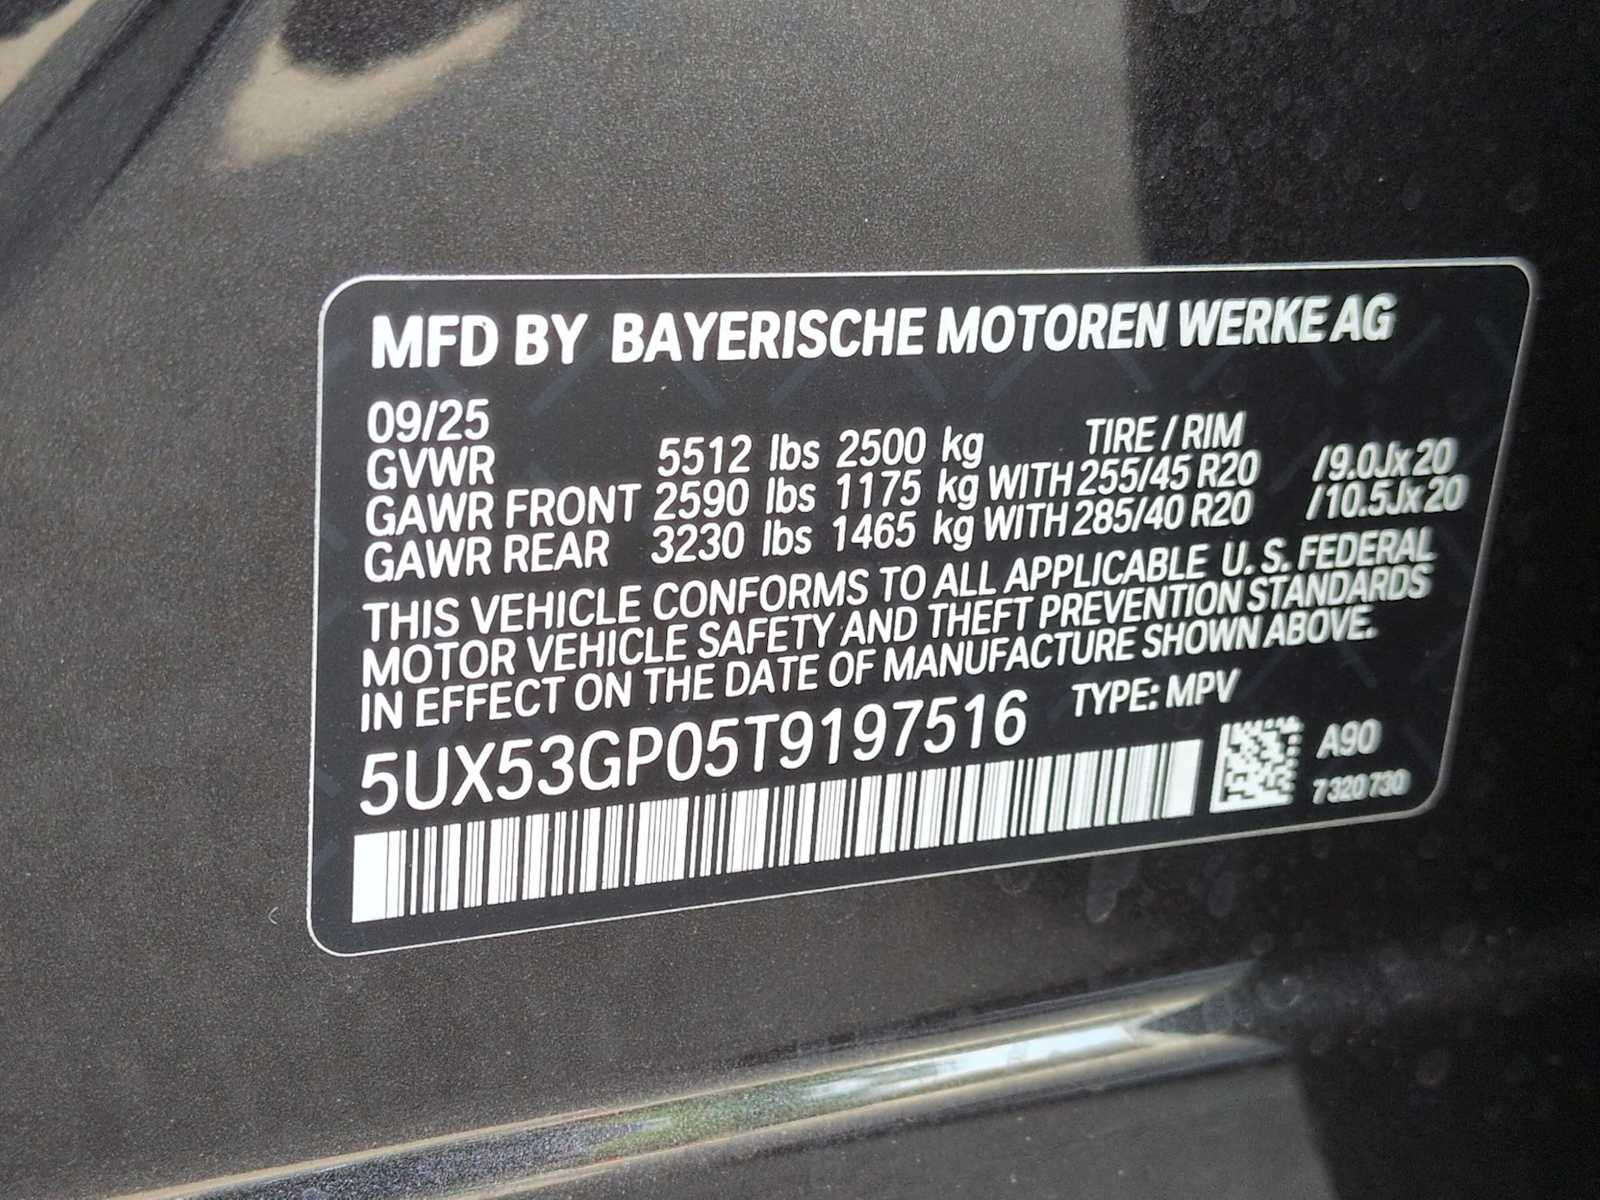 MFD BY BAYERISCHE MOTOREN WERKE AG
09/25 TIRE / RIM
GVWR 5512 lbs 2500 kg
GAWR FRONT 2590 lbs 1175 kg WITH 255/45 R20 /9.0Jx20
GAWR REAR 3230 lbs 1465 kg WITH 285/40 R20 /10.5Jx20
THIS VEHICLE CONFORMS TO ALL APPLICABLE U. S. FEDERAL
MOTOR VEHICLE SAFETY AND THEFT PREVENTION STANDARDS
IN EFFECT ON THE DATE OF MANUFACTURE SHOWN ABOVE.
5UX53GP05T9197516 TYPE: MPV
A90
7 320 730